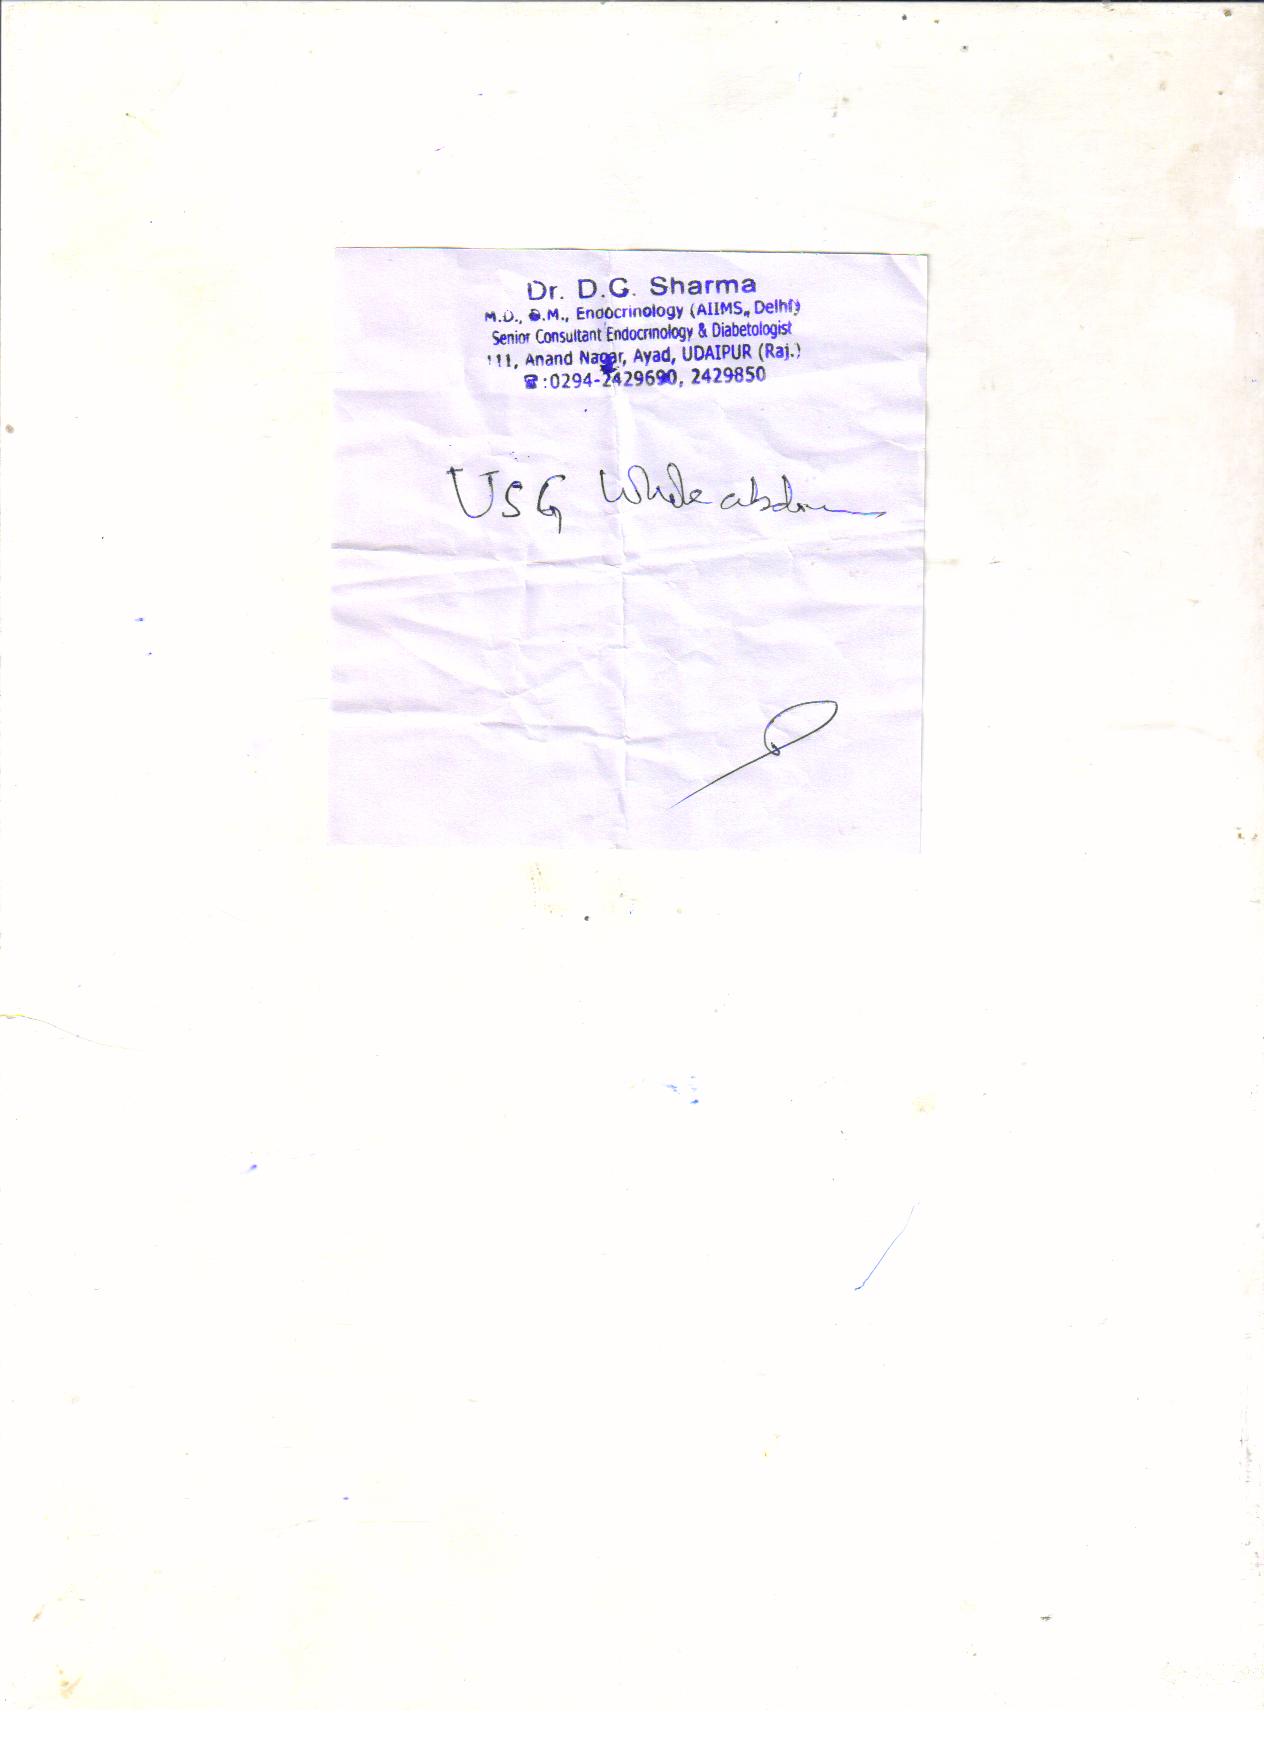 Dr. D.G. Sharma
M.D., D.M., Endocrinology (AIIMS, Delhi)
Senior Consultant Endocrinology & Diabetologist
111, Anand Nagar, Ayad, UDAIPUR (Raj.)
☎:0294-2429690, 2429850
USG Whole abdomen